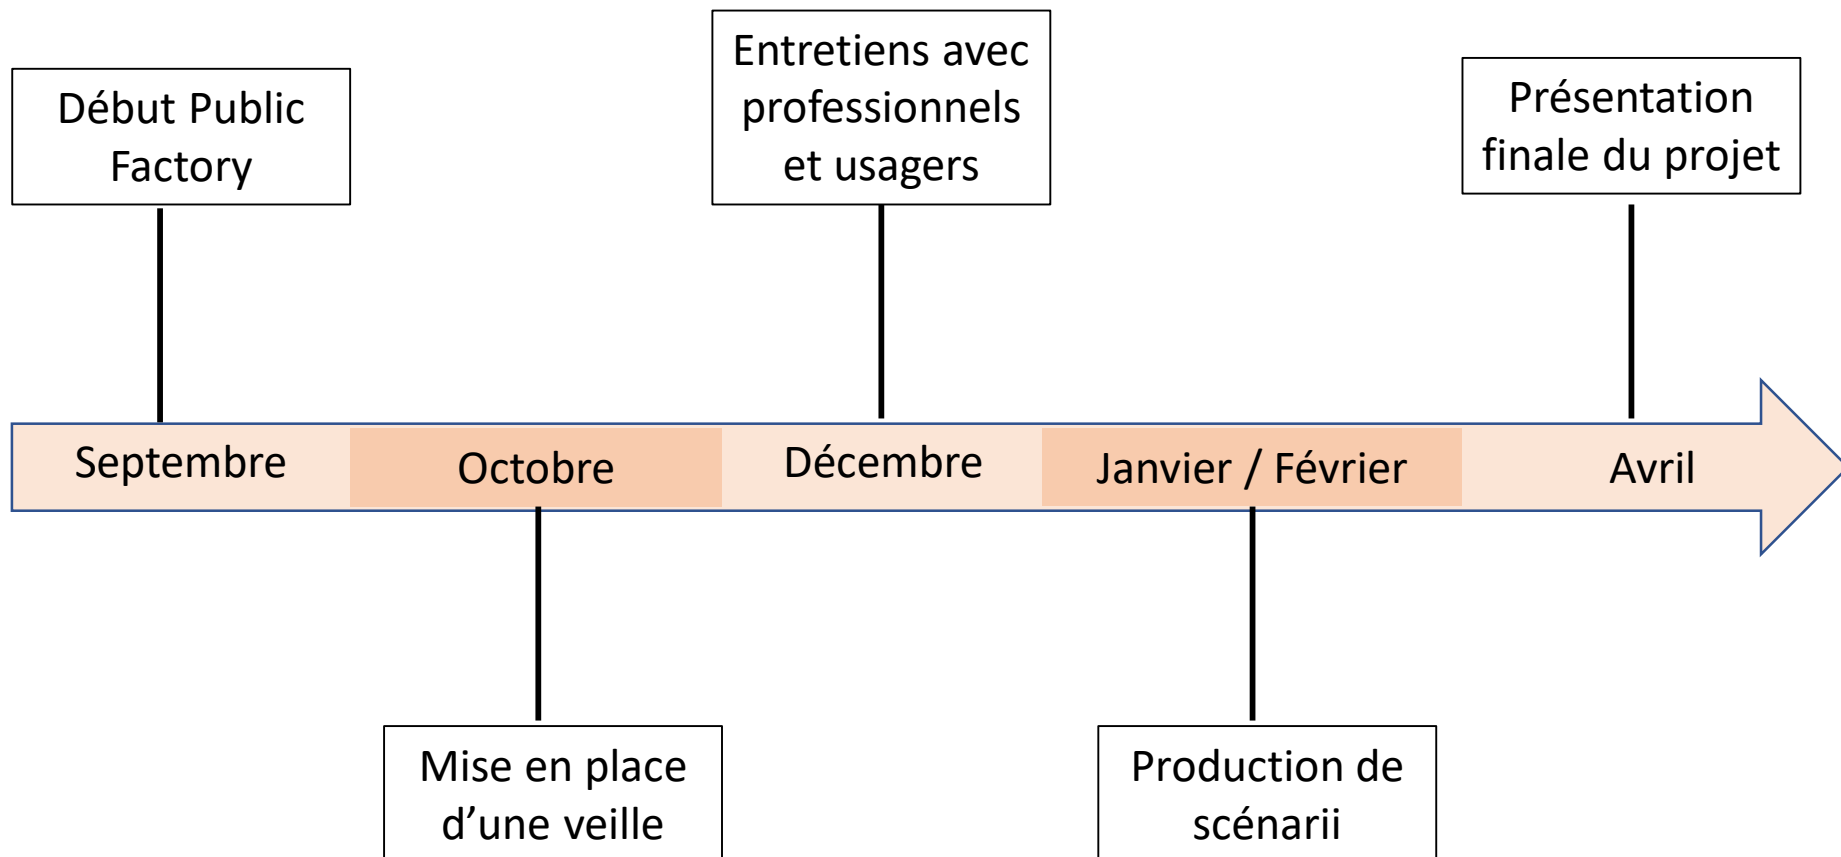 Début Public
Factory
Entretiens avec
professionnels
et usagers
Présentation
finale du projet
Septembre
Octobre
Décembre
Janvier / Février
Avril
Mise en place
d’une veille
Production de
scénarii